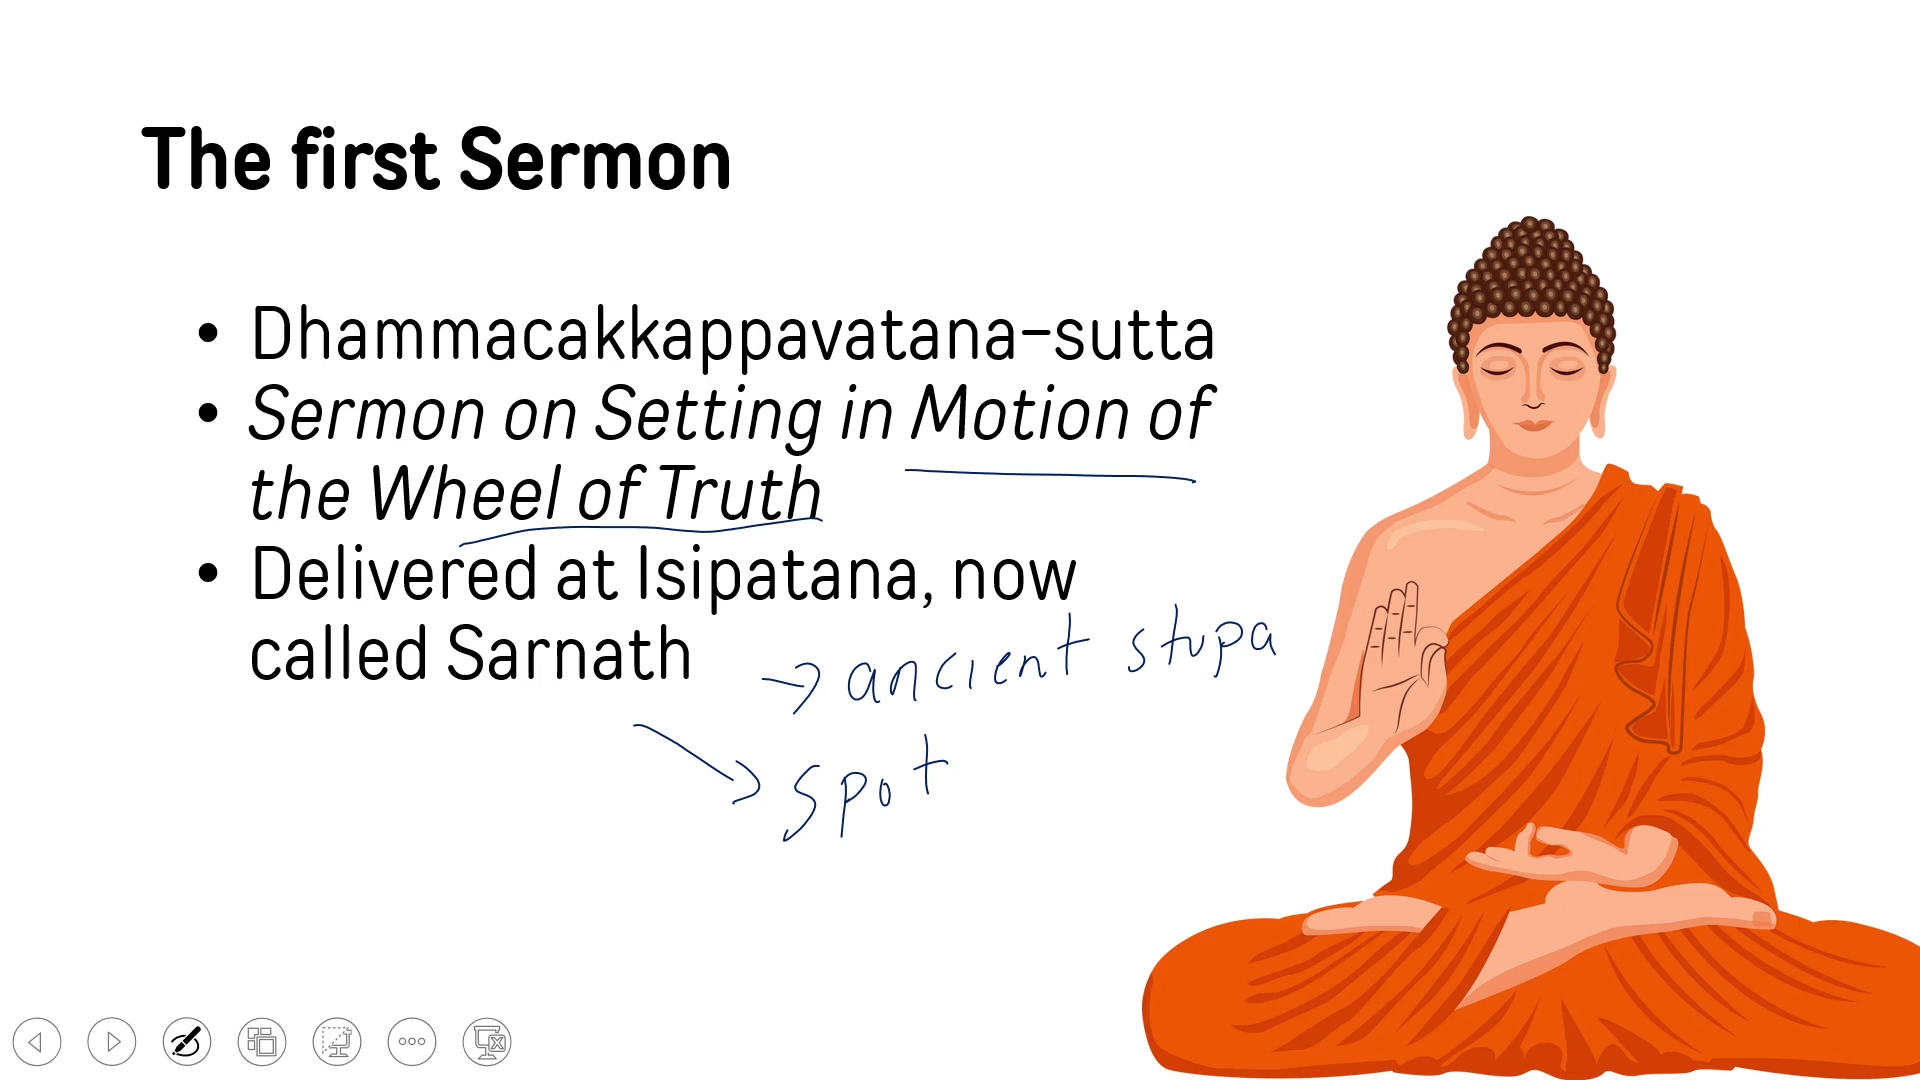 The first Sermon
• Dhammacakkappavatana-sutta
• Sermon on Setting in Motion of
the Wheel of Truth
• Delivered at Isipatana, now
called Sarnath
→ ancient stupa
→ spot